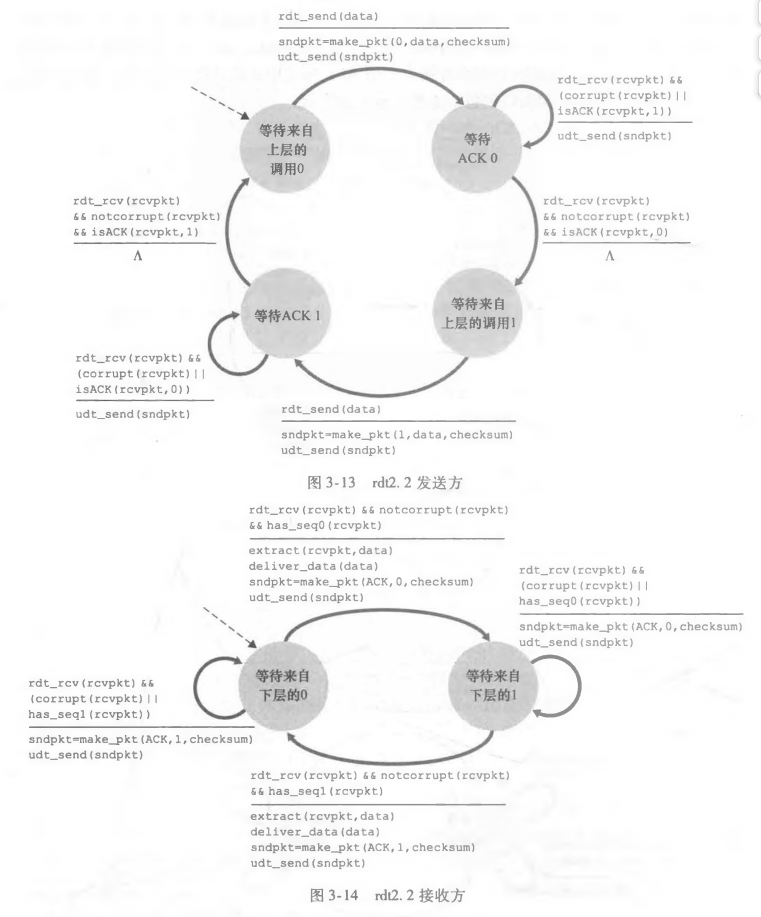 rdt_send(data)
sndpkt=make_pkt(0,data,checksum)
udt_send(sndpkt)
rdt_rcv(rcvpkt) &&
(corrupt(rcvpkt)||
isACK(rcvpkt,1))
udt_send(sndpkt)
等待来自
上层的
调用0
等待
ACK 0
rdt_rcv(rcvpkt)
&& notcorrupt(rcvpkt)
&& isACK(rcvpkt,1)
Λ
rdt_rcv(rcvpkt)
&& notcorrupt(rcvpkt)
&& isACK(rcvpkt,0)
Λ
等待ACK 1
等待来自
上层的调用1
rdt_rcv(rcvpkt) &&
(corrupt(rcvpkt)||
isACK(rcvpkt,0))
udt_send(sndpkt)
rdt_send(data)
sndpkt=make_pkt(1,data,checksum)
udt_send(sndpkt)
图 3-13 rdt2. 2 发送方
rdt_rcv(rcvpkt) && notcorrupt(rcvpkt)
&& has_seq0(rcvpkt)
extract(rcvpkt,data)
deliver_data(data)
sndpkt=make_pkt(ACK,0,checksum)
udt_send(sndpkt)
rdt_rcv(rcvpkt) &&
(corrupt(rcvpkt)||
has_seq0(rcvpkt))
sndpkt=make_pkt(ACK,0,checksum)
udt_send(sndpkt)
等待来自
下层的0
等待来自
下层的1
rdt_rcv(rcvpkt) &&
(corrupt(rcvpkt)||
has_seq1(rcvpkt))
sndpkt=make_pkt(ACK,1,checksum)
udt_send(sndpkt)
rdt_rcv(rcvpkt) && notcorrupt(rcvpkt)
&& has_seq1(rcvpkt)
extract(rcvpkt,data)
deliver_data(data)
sndpkt=make_pkt(ACK,1,checksum)
udt_send(sndpkt)
图 3-14 rdt2. 2 接收方